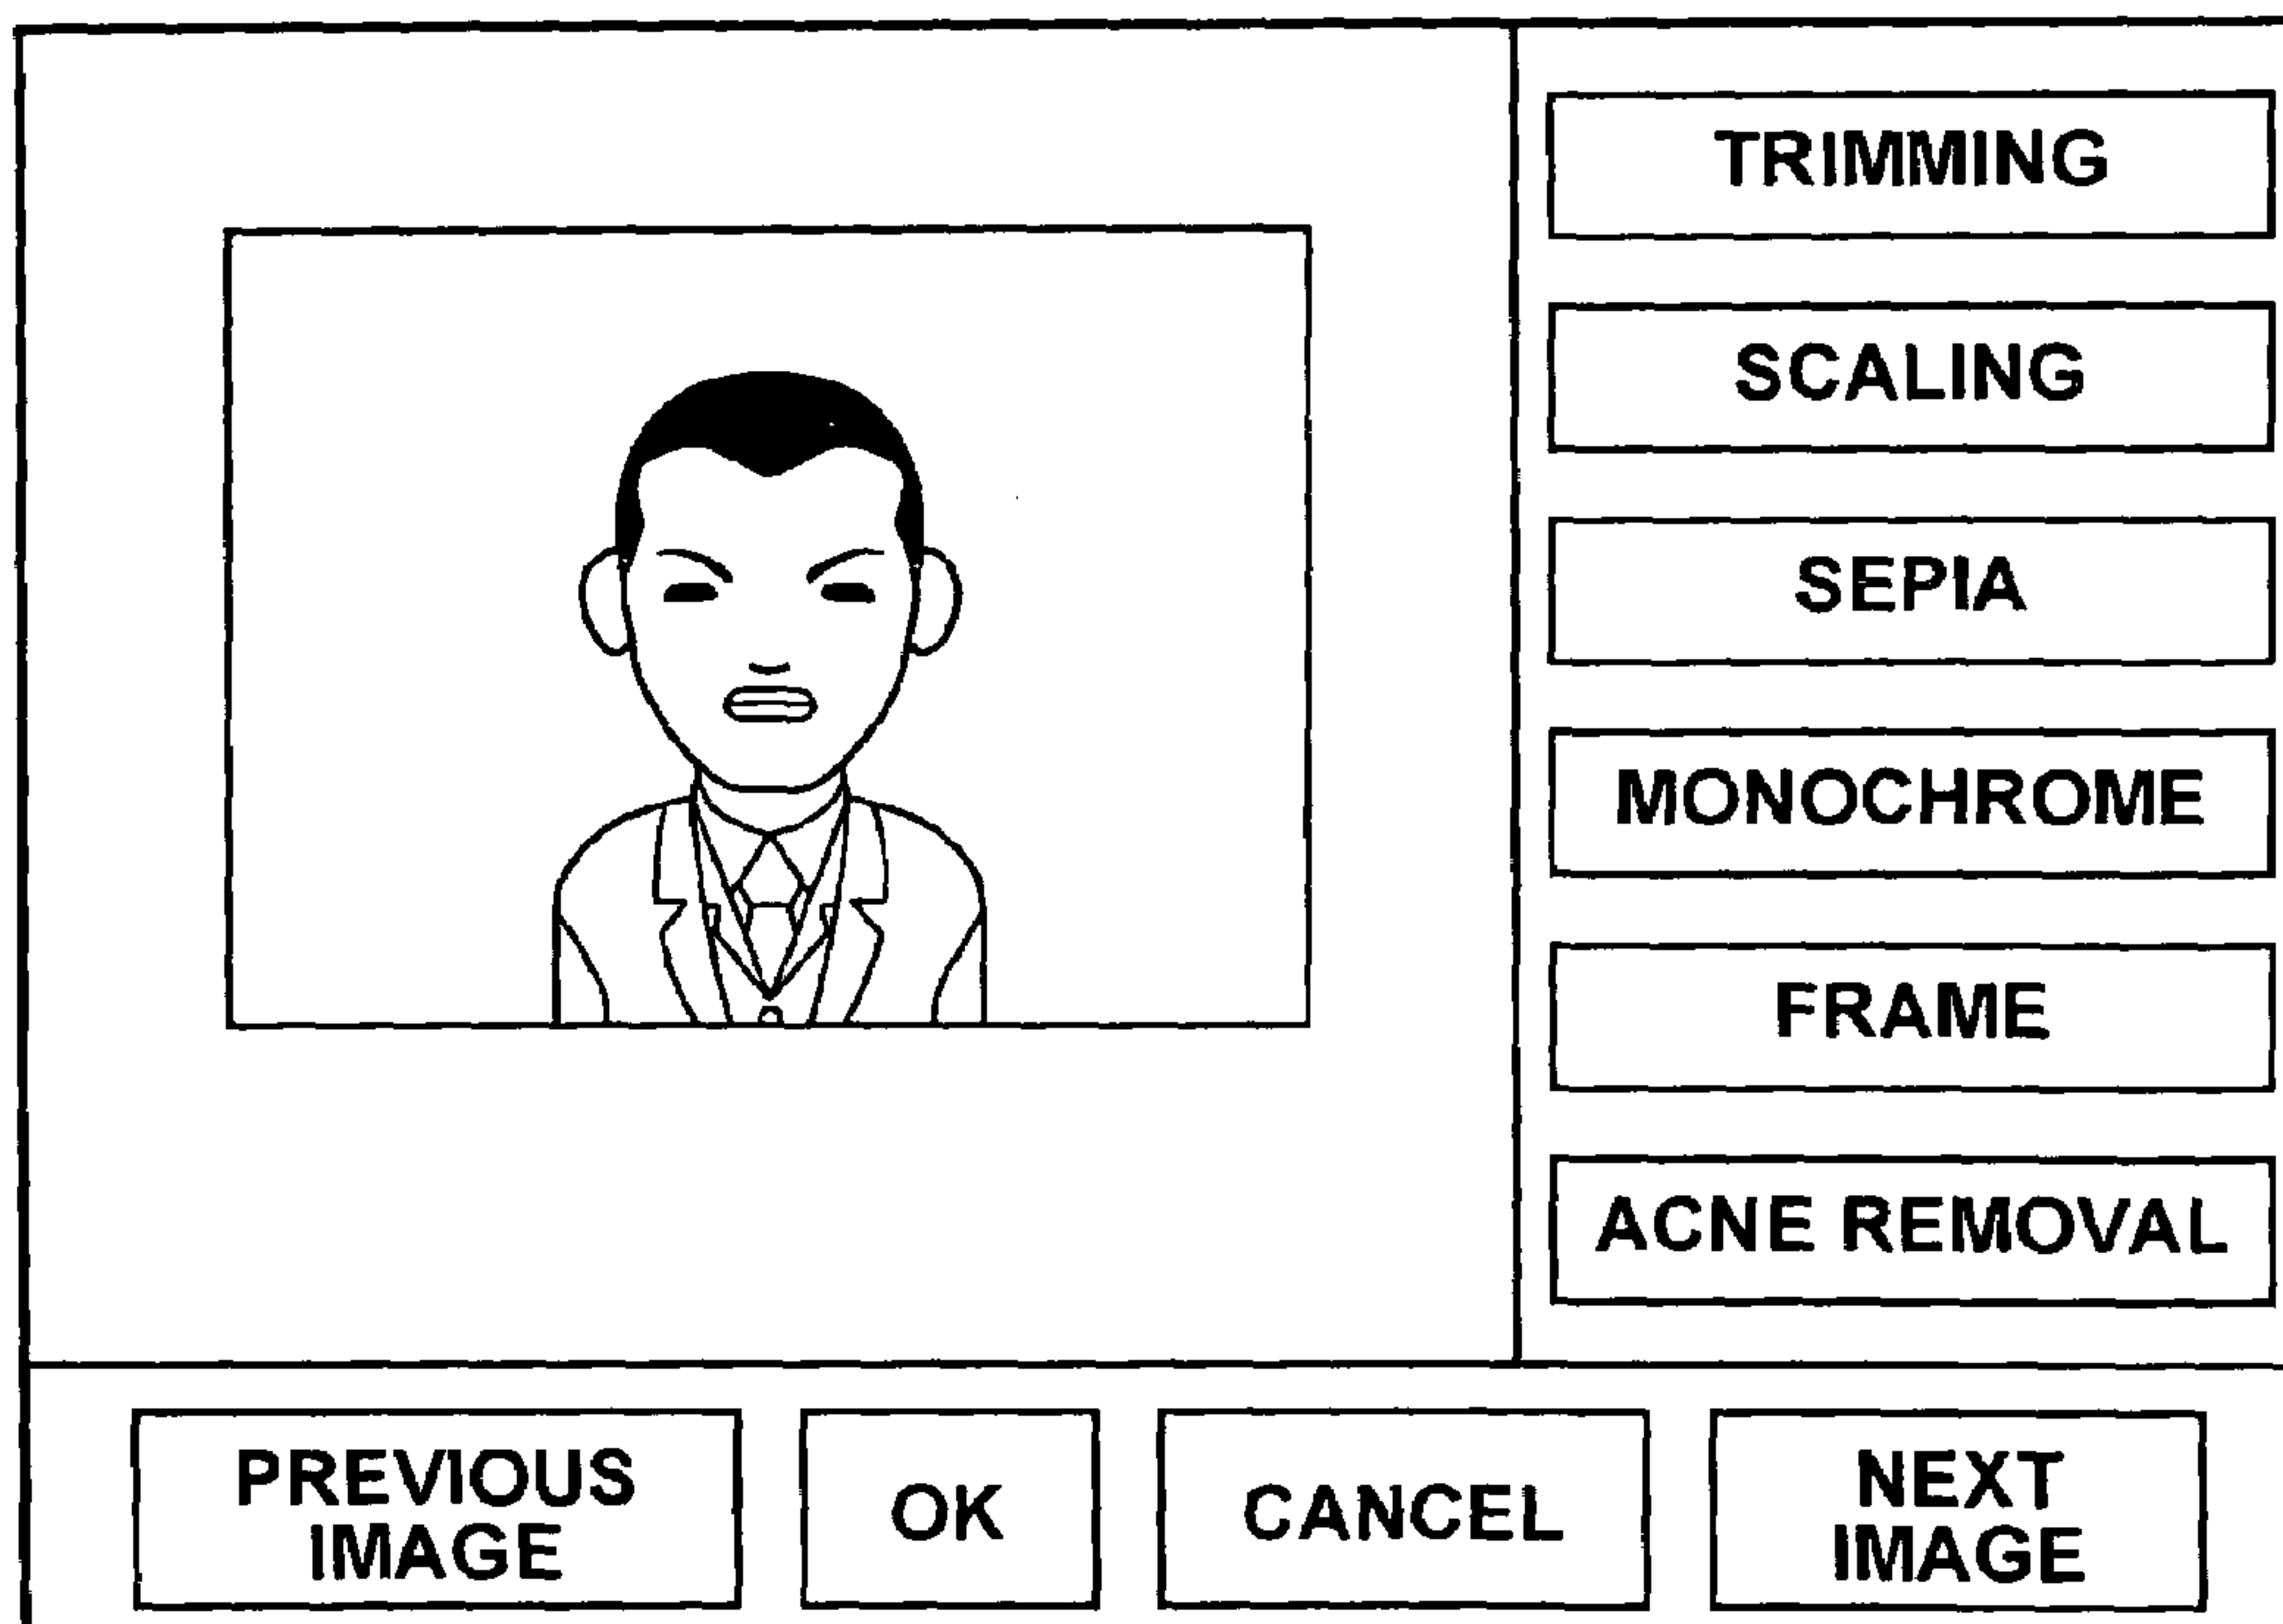 TRIMMING
SCALING
SEPIA
MONOCHROME
FRAME
ACNE REMOVAL
PREVIOUS
IMAGE
OK
CANCEL
NEXT
IMAGE